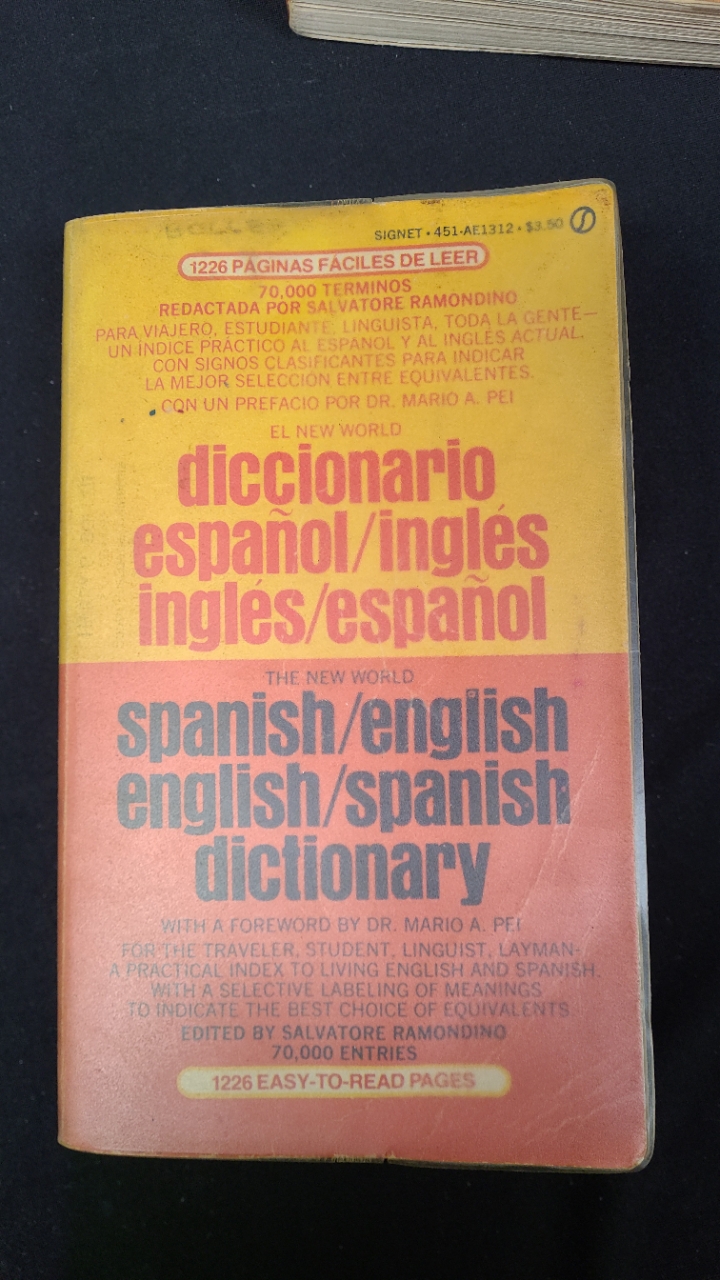 SIGNET • 451-AE1312 • $3.50
1226 PÁGINAS FÁCILES DE LEER
70,000 TERMINOS
REDACTADA POR SALVATORE RAMONDINO
PARA VIAJERO, ESTUDIANTE, LINGUISTA, TODA LA GENTE—
UN ÍNDICE PRÁCTICO AL ESPAÑOL Y AL INGLÉS ACTUAL.
CON SIGNOS CLASIFICANTES PARA INDICAR
LA MEJOR SELECCIÓN ENTRE EQUIVALENTES.
CON UN PREFACIO POR DR. MARIO A. PEI
EL NEW WORLD
diccionario
español/inglés
inglés/español
THE NEW WORLD
spanish/english
english/spanish
dictionary
WITH A FOREWORD BY DR. MARIO A. PEI
FOR THE TRAVELER, STUDENT, LINGUIST, LAYMAN-
A PRACTICAL INDEX TO LIVING ENGLISH AND SPANISH.
WITH A SELECTIVE LABELING OF MEANINGS
TO INDICATE THE BEST CHOICE OF EQUIVALENTS.
EDITED BY SALVATORE RAMONDINO
70,000 ENTRIES
1226 EASY-TO-READ PAGES